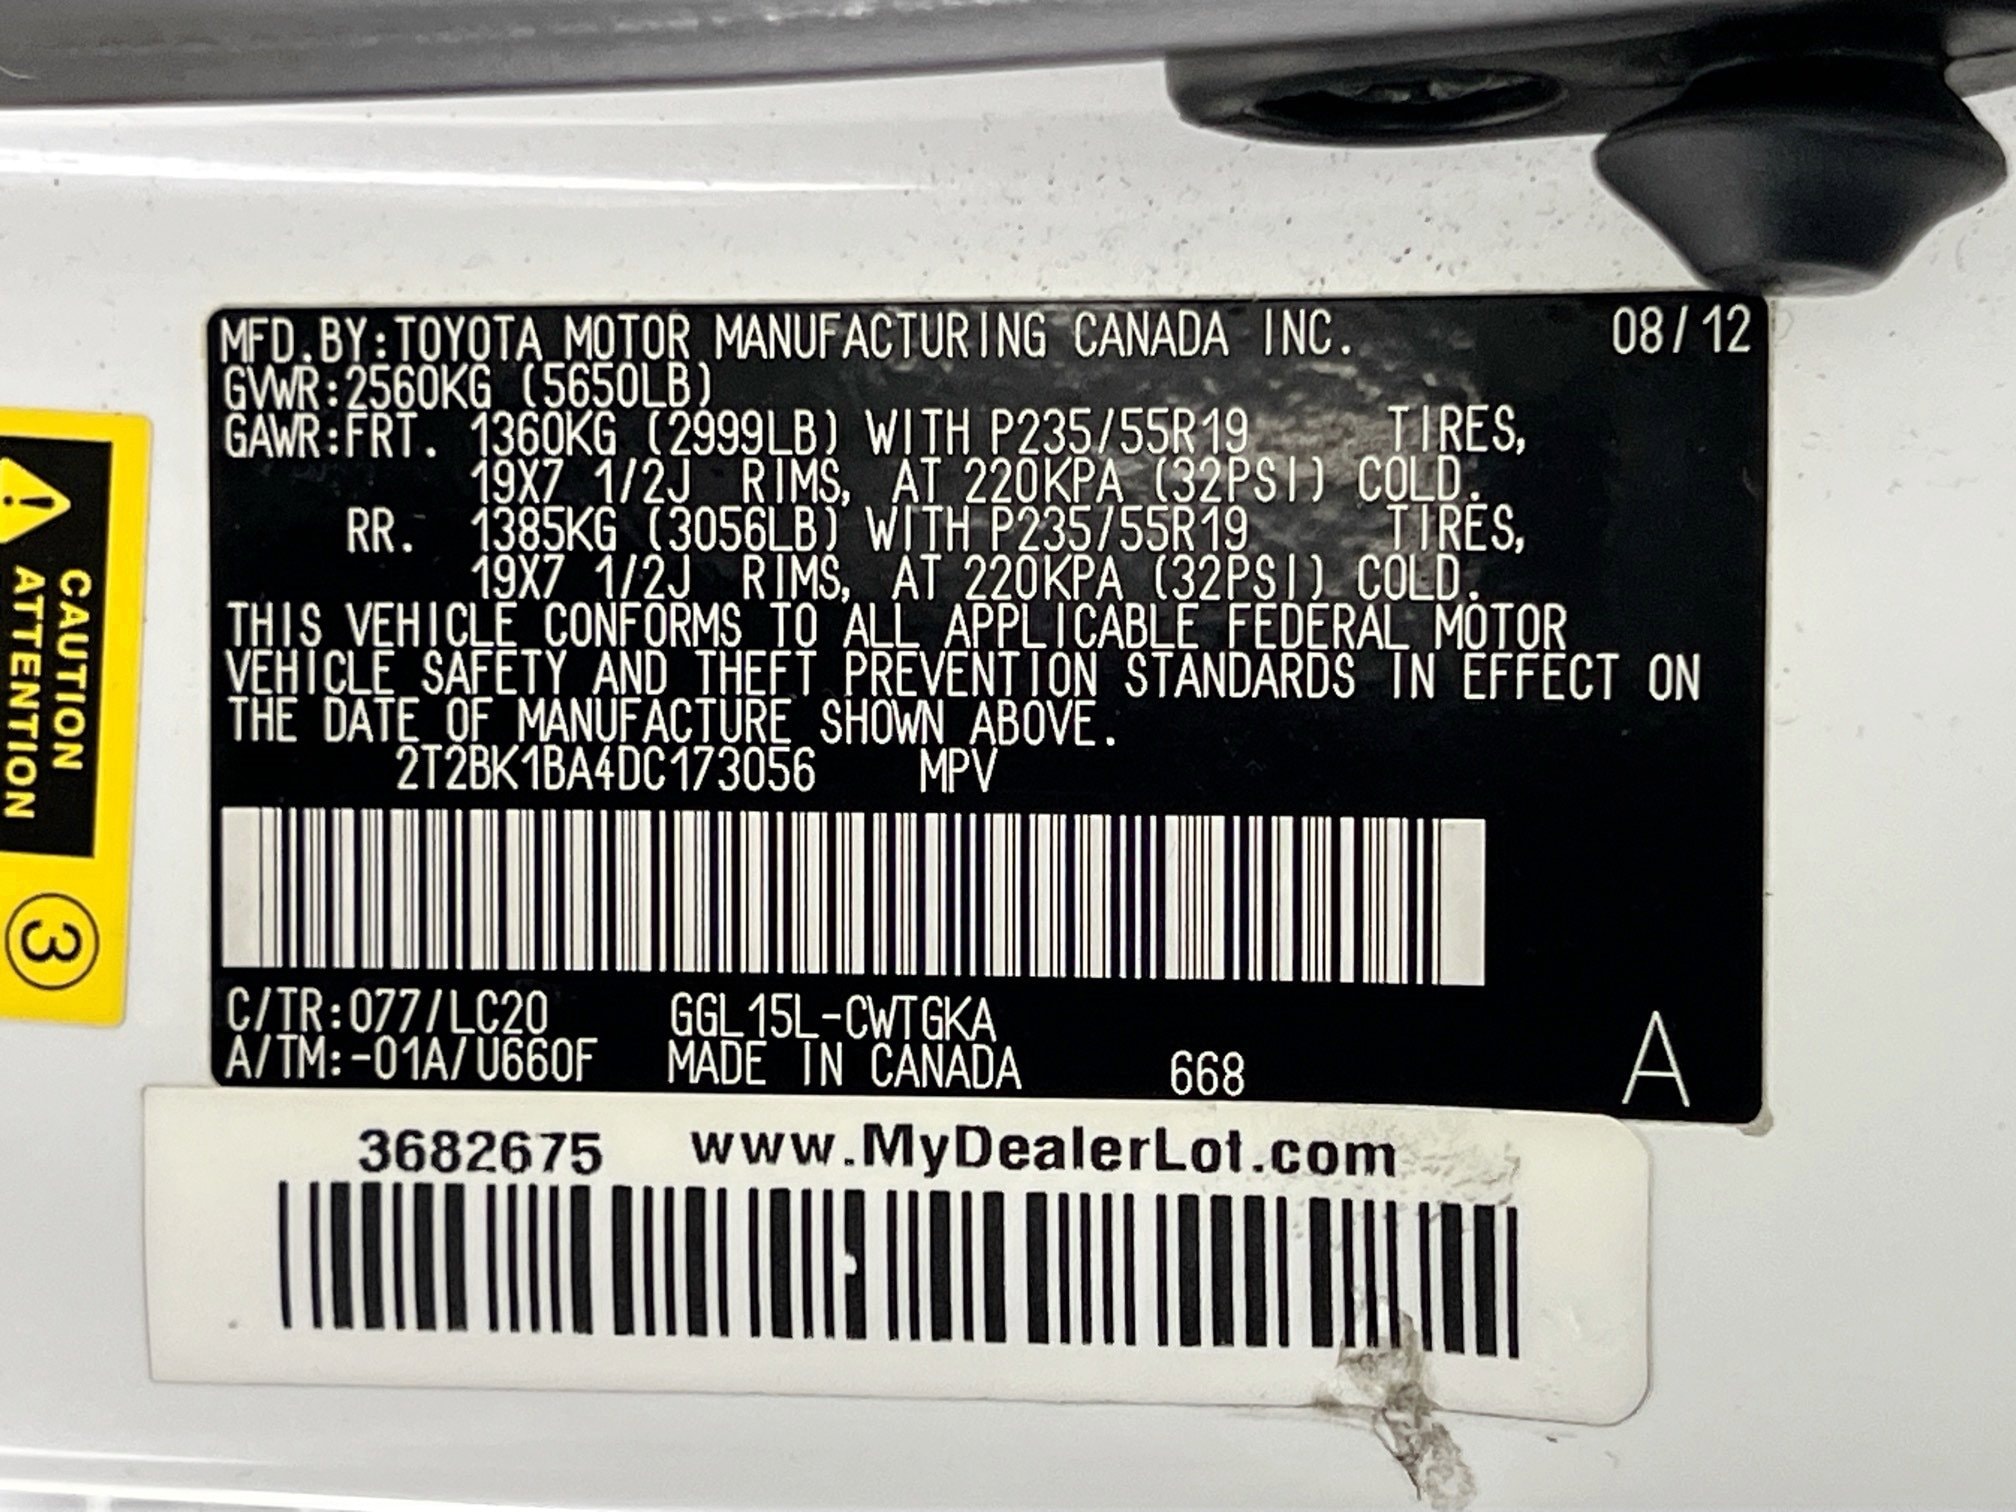 MFD.BY:TOYOTA MOTOR MANUFACTURING CANADA INC. 08/12
GVWR:2560KG (5650LB)
GAWR:FRT. 1360KG (2999LB) WITH P235/55R19 TIRES,
19X7 1/2J RIMS, AT 220KPA (32PSI) COLD.
RR. 1385KG (3056LB) WITH P235/55R19 TIRES,
19X7 1/2J RIMS, AT 220KPA (32PSI) COLD.
THIS VEHICLE CONFORMS TO ALL APPLICABLE FEDERAL MOTOR
VEHICLE SAFETY AND THEFT PREVENTION STANDARDS IN EFFECT ON
THE DATE OF MANUFACTURE SHOWN ABOVE.
2T2BK1BA4DC173056 MPV
C/TR:077/LC20 GGL15L-CWTGKA
A/TM:-01A/U660F MADE IN CANADA 668 A
3682675 www.MyDealerLot.com
CAUTION
ATTENTION
3